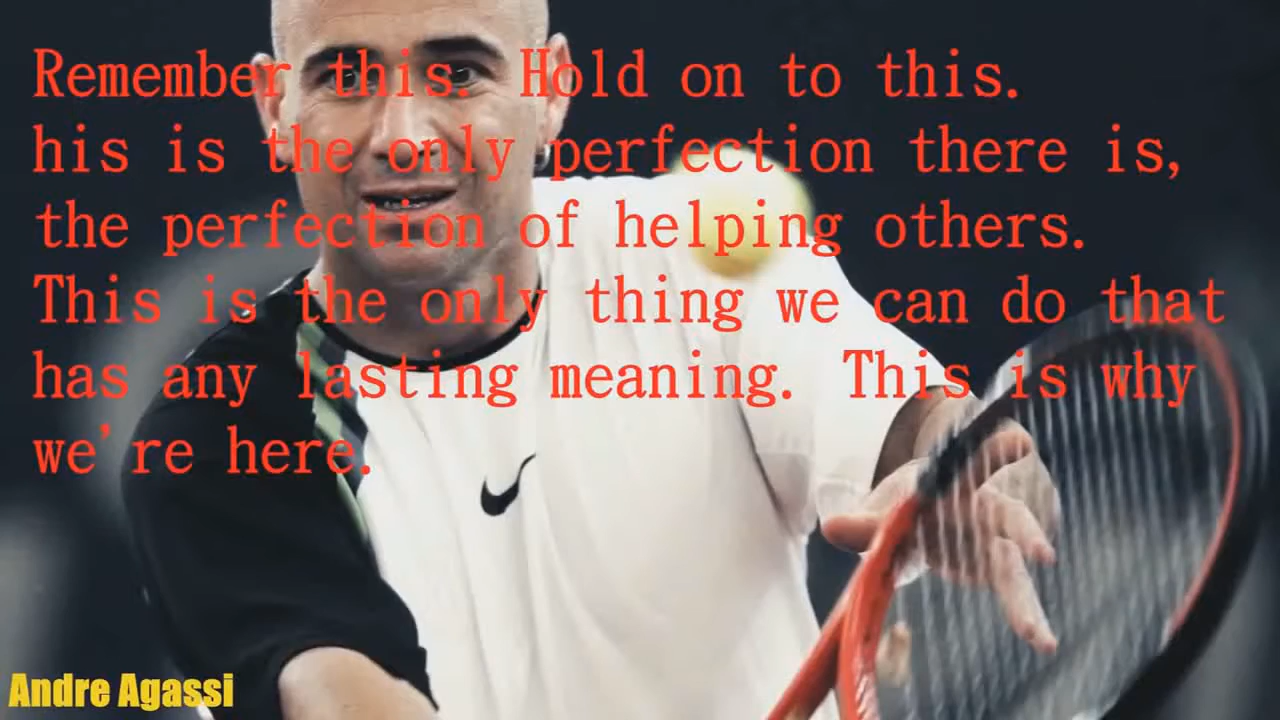 Remember this. Hold on to this.
his is the only perfection there is,
the perfection of helping others.
This is the only thing we can do that
has any lasting meaning. This is why
we're here.
Andre Agassi